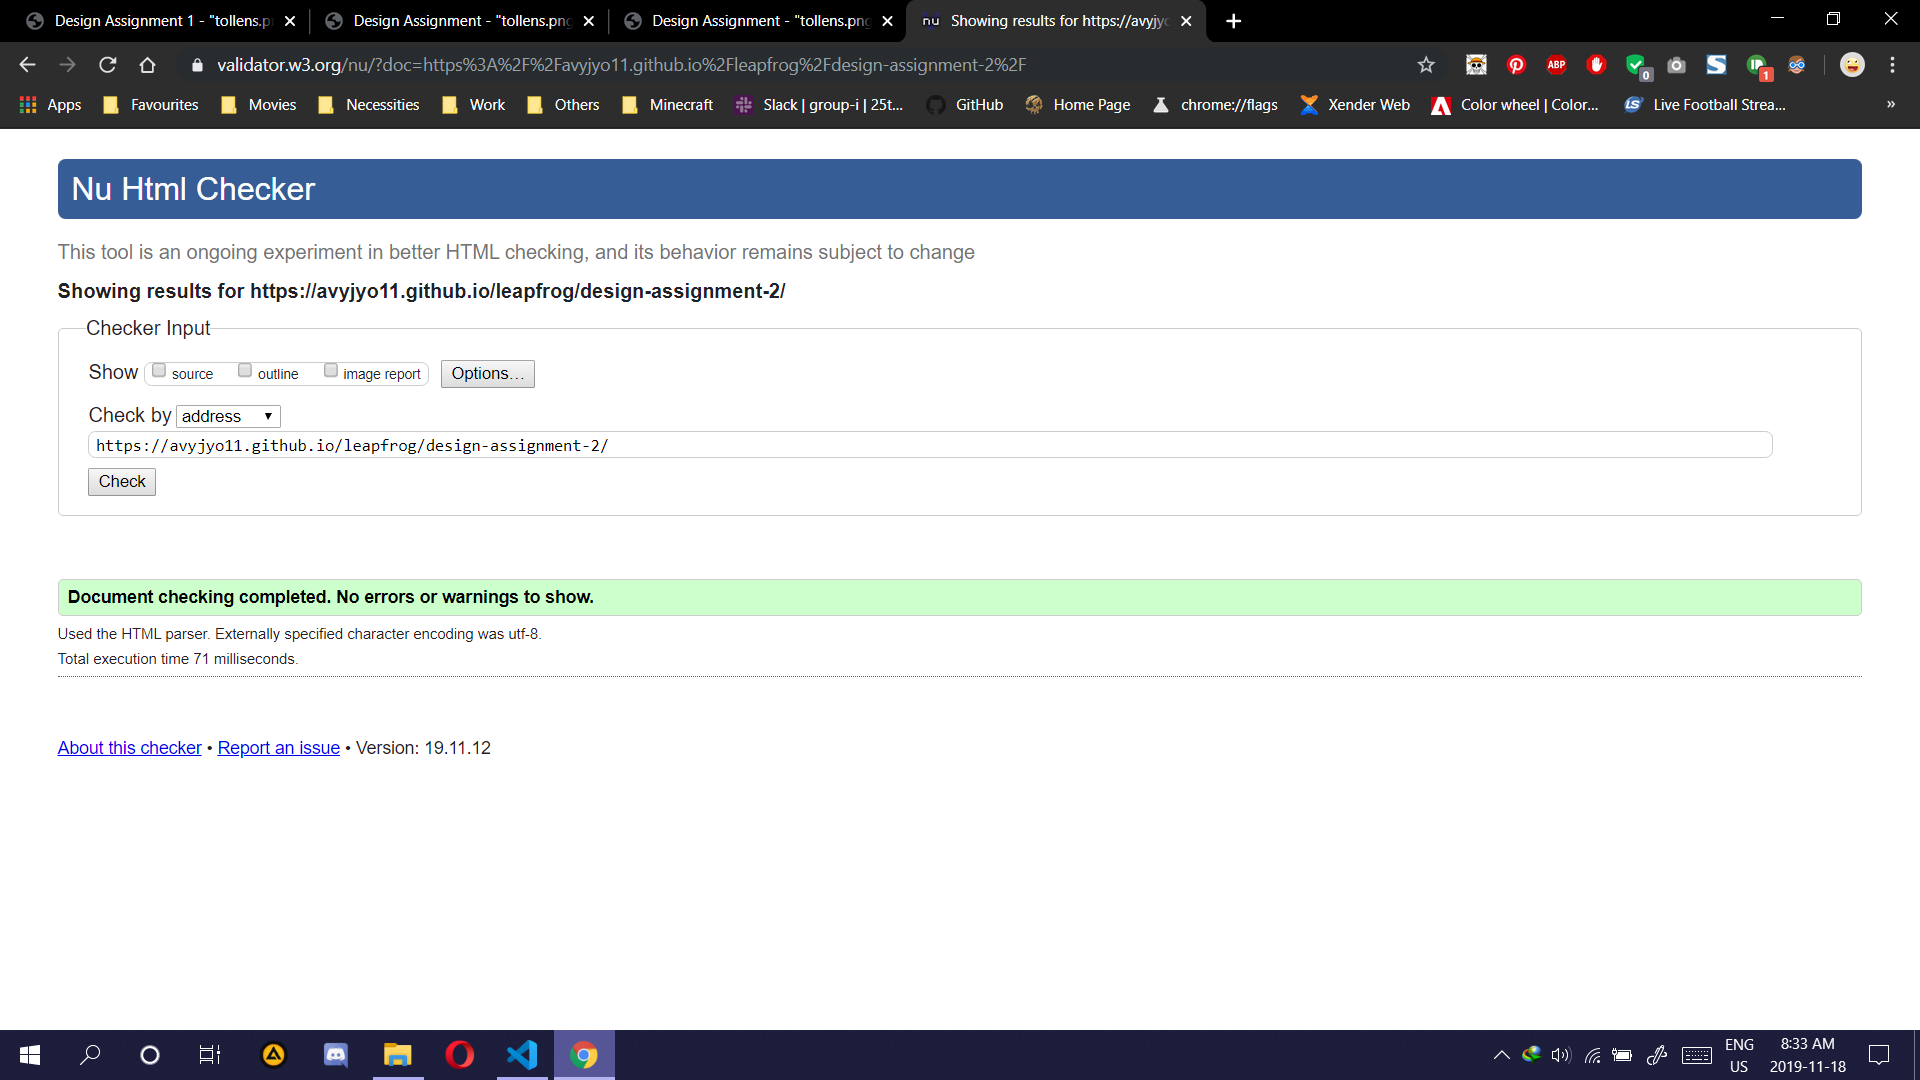 Design Assignment 1 - "tollens.p
Design Assignment - "tollens.png
Design Assignment - "tollens.png
nu Showing results for https://avyjyo
validator.w3.org/nu/?doc=https%3A%2F%2Favyjyo11.github.io%2Fleapfrog%2Fdesign-assignment-2%2F
ABP 0 S 1
Apps Favourites Movies Necessities Work Others Minecraft Slack | group-i | 25t... GitHub Home Page chrome://flags Xender Web Color wheel | Color... LS Live Football Strea... »
Nu Html Checker
This tool is an ongoing experiment in better HTML checking, and its behavior remains subject to change
Showing results for https://avyjyo11.github.io/leapfrog/design-assignment-2/
Checker Input
Show source outline image report Options...
Check by address
https://avyjyo11.github.io/leapfrog/design-assignment-2/
Check
Document checking completed. No errors or warnings to show.
Used the HTML parser. Externally specified character encoding was utf-8.
Total execution time 71 milliseconds.
About this checker • Report an issue • Version: 19.11.12
ENG 8:33 AM
US 2019-11-18